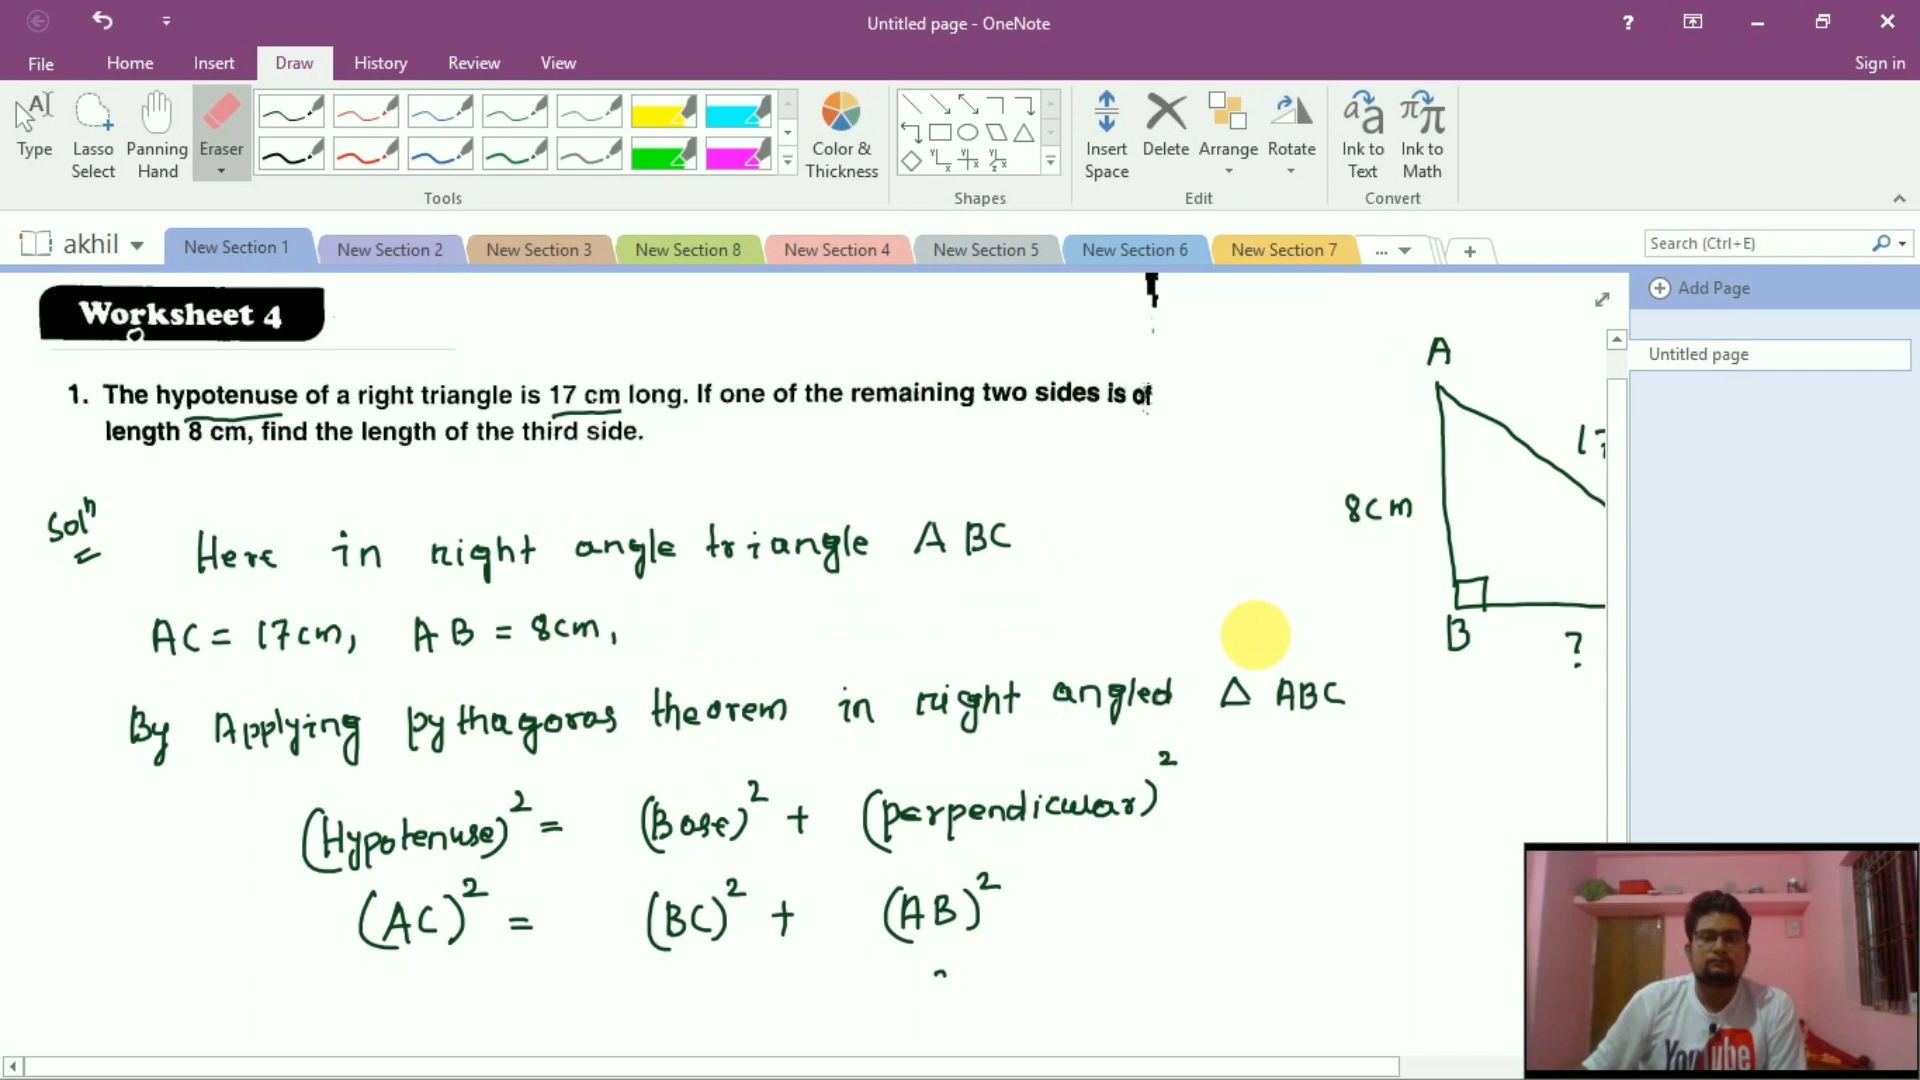 Untitled page - OneNote
File Home Insert Draw History Review View Sign in
Type
Lasso Select
Panning Hand
Eraser
Color & Thickness
Insert Space
Delete
Arrange
Rotate
Ink to Text
Ink to Math
Tools Shapes Edit Convert
akhil New Section 1 New Section 2 New Section 3 New Section 8 New Section 4 New Section 5 New Section 6 New Section 7 ... Search (Ctrl+E)
Add Page
Untitled page
Worksheet 4
1. The hypotenuse of a right triangle is 17 cm long. If one of the remaining two sides is of
length 8 cm, find the length of the third side.
A
17
8cm
B
?
Solⁿ
Here in right angle triangle ABC
AC = 17cm, AB = 8cm,
By Applying pythagoras theorem in right angled Δ ABC
(Hypotenuse)² = (Base)² + (perpendicular)²
(AC)² = (BC)² + (AB)²
YouTube